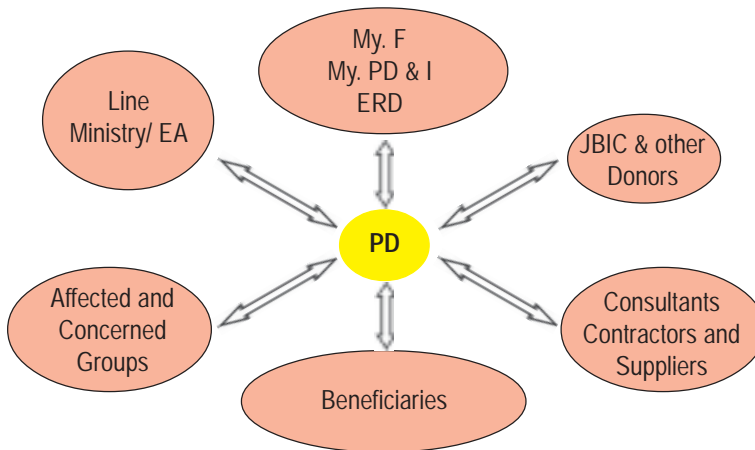 My. F
My. PD & I
ERD
Line
Ministry/ EA
JBIC & other
Donors
PD
Affected and
Concerned
Groups
Consultants
Contractors and
Suppliers
Beneficiaries